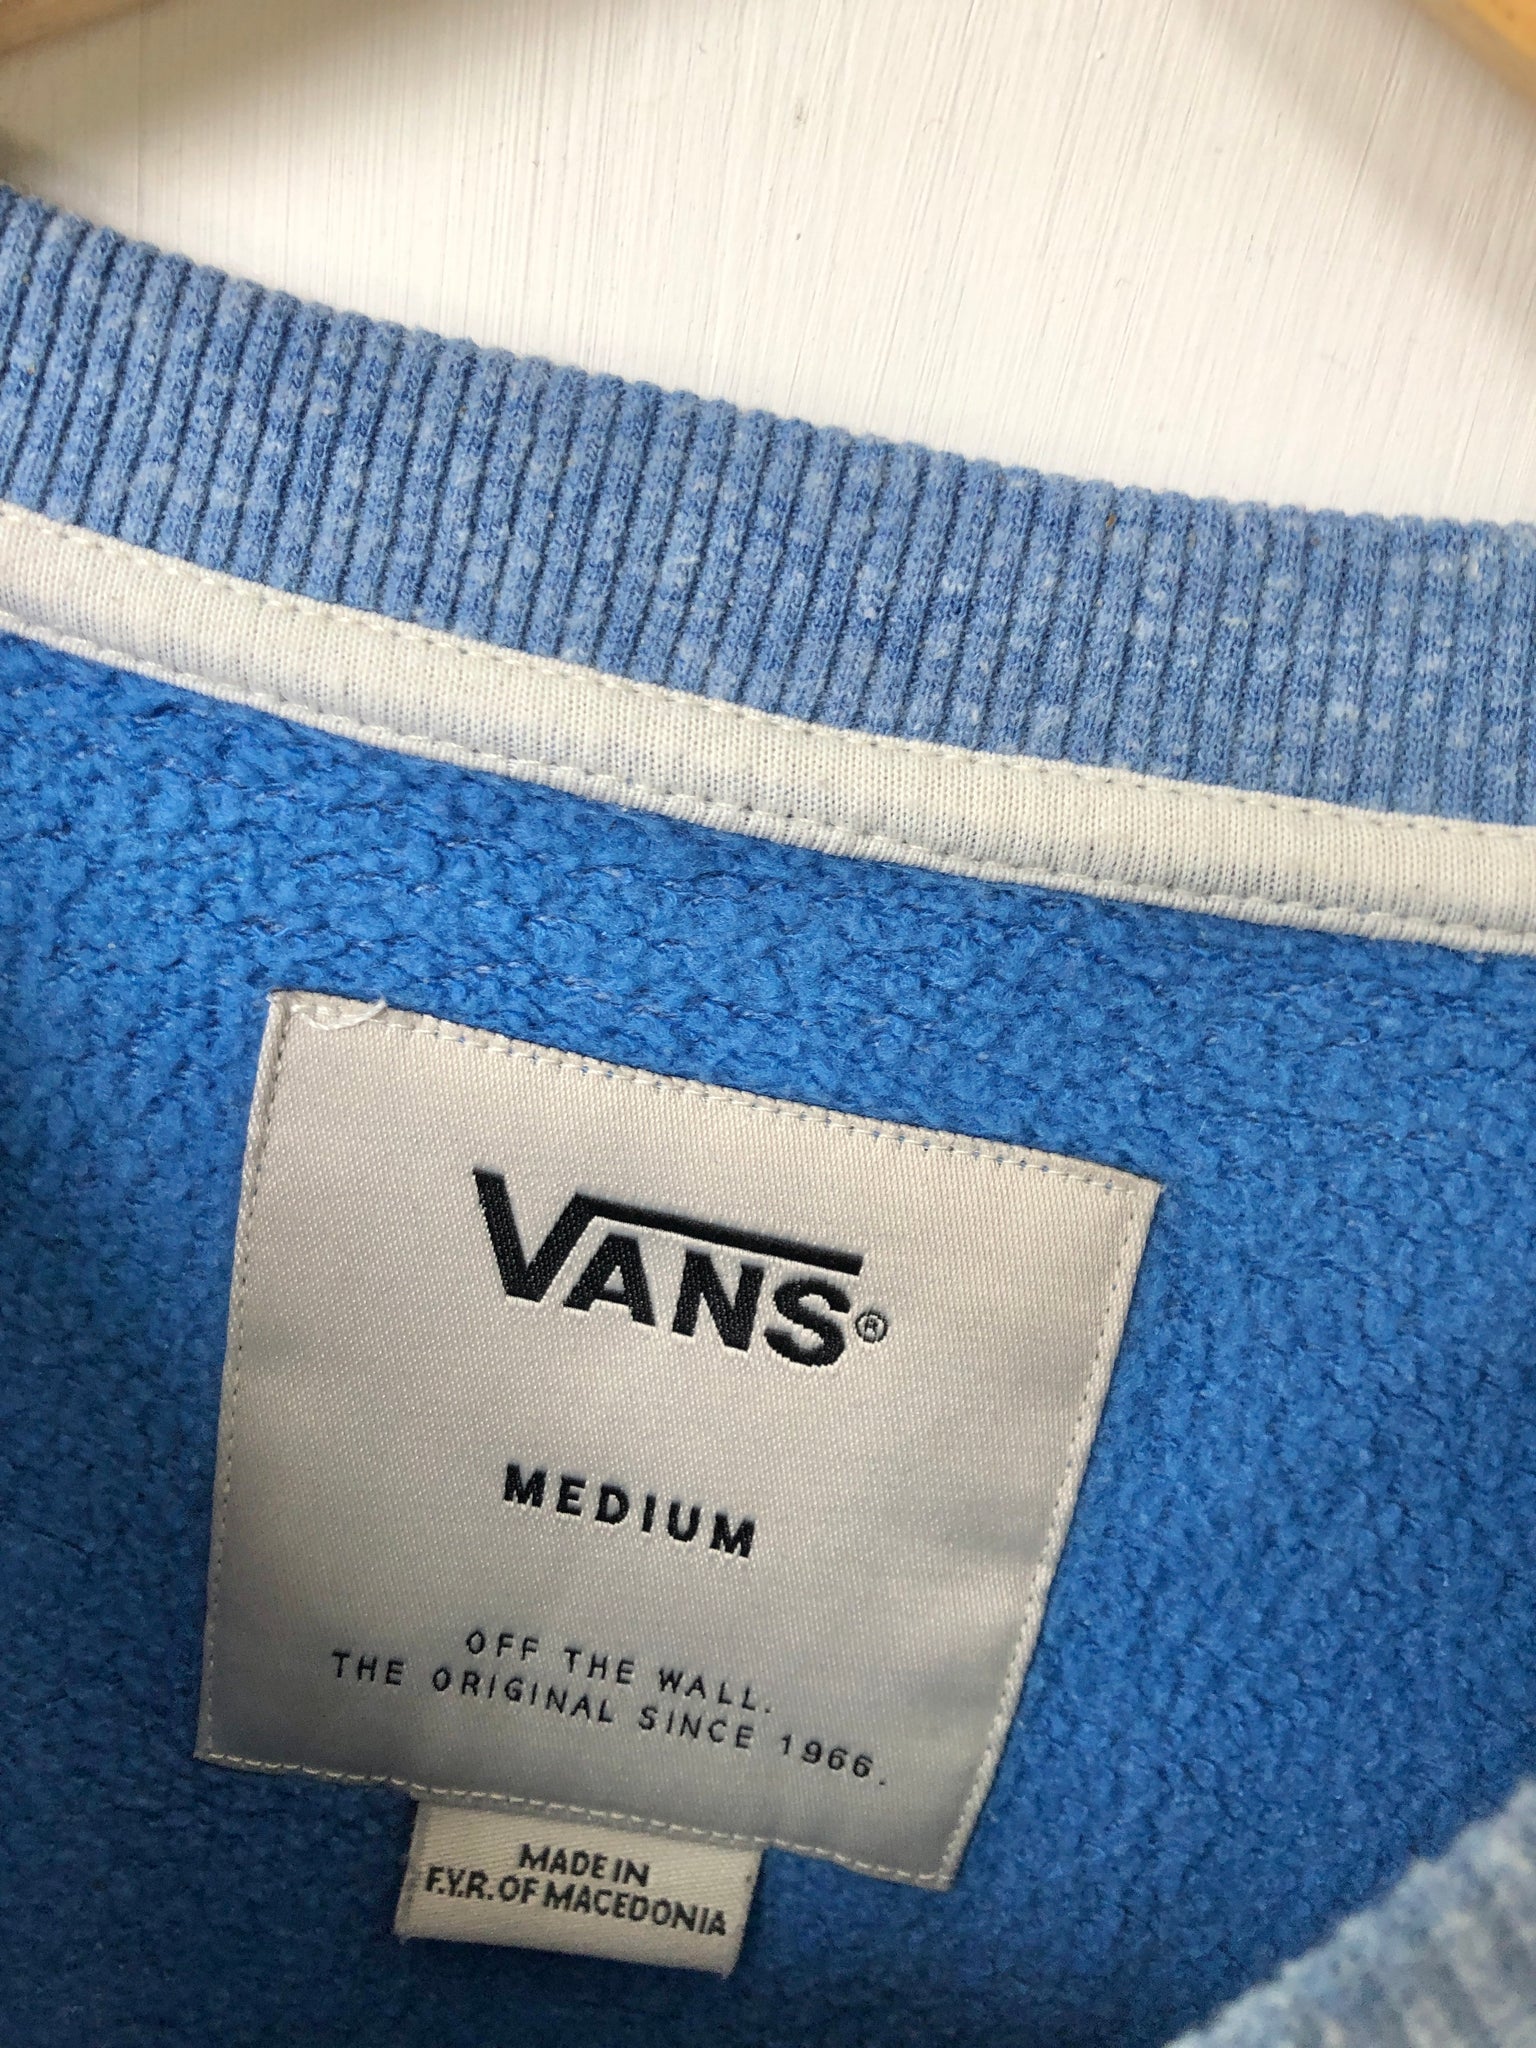 VANS®
MEDIUM
OFF THE WALL.
THE ORIGINAL SINCE 1966.
MADE IN
F.Y.R. OF MACEDONIA